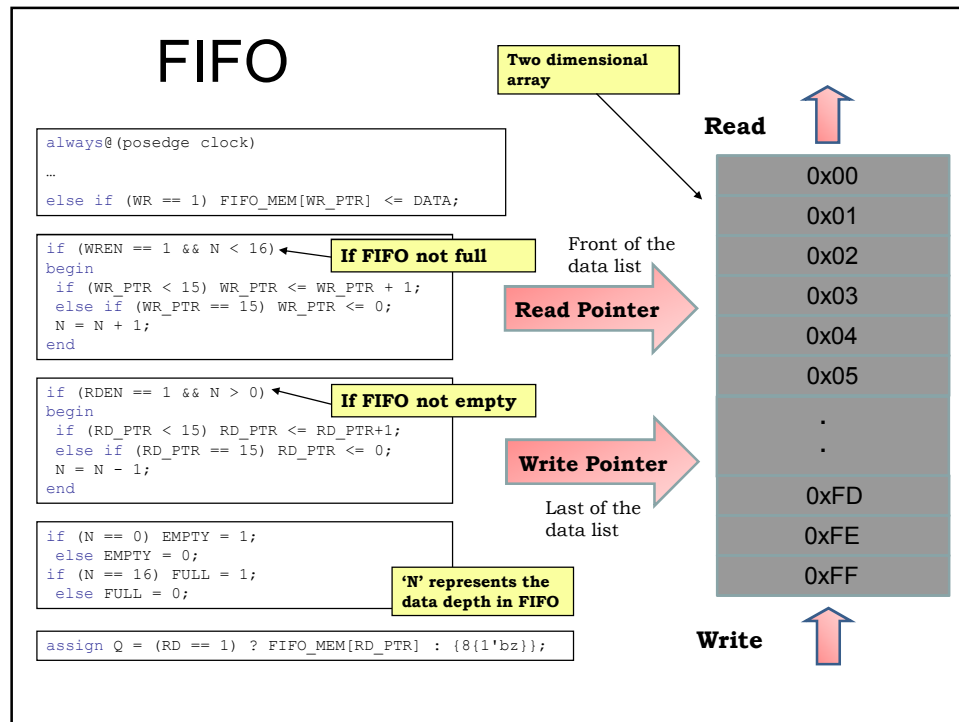 FIFO
always@(posedge clock)
…
else if (WR == 1) FIFO_MEM[WR_PTR] <= DATA;
if (WREN == 1 && N < 16)
begin
if (WR_PTR < 15) WR_PTR <= WR_PTR + 1;
else if (WR_PTR == 15) WR_PTR <= 0;
N = N + 1;
end
If FIFO not full
if (RDEN == 1 && N > 0)
begin
if (RD_PTR < 15) RD_PTR <= RD_PTR+1;
else if (RD_PTR == 15) RD_PTR <= 0;
N = N - 1;
end
If FIFO not empty
if (N == 0) EMPTY = 1;
else EMPTY = 0;
if (N == 16) FULL = 1;
else FULL = 0;
‘N’ represents the
data depth in FIFO
assign Q = (RD == 1) ? FIFO_MEM[RD_PTR] : {8{1'bz}};
Two dimensional
array
Front of the
data list
Read Pointer
Write Pointer
Last of the
data list
Read
0x00
0x01
0x02
0x03
0x04
0x05
.
.
0xFD
0xFE
0xFF
Write